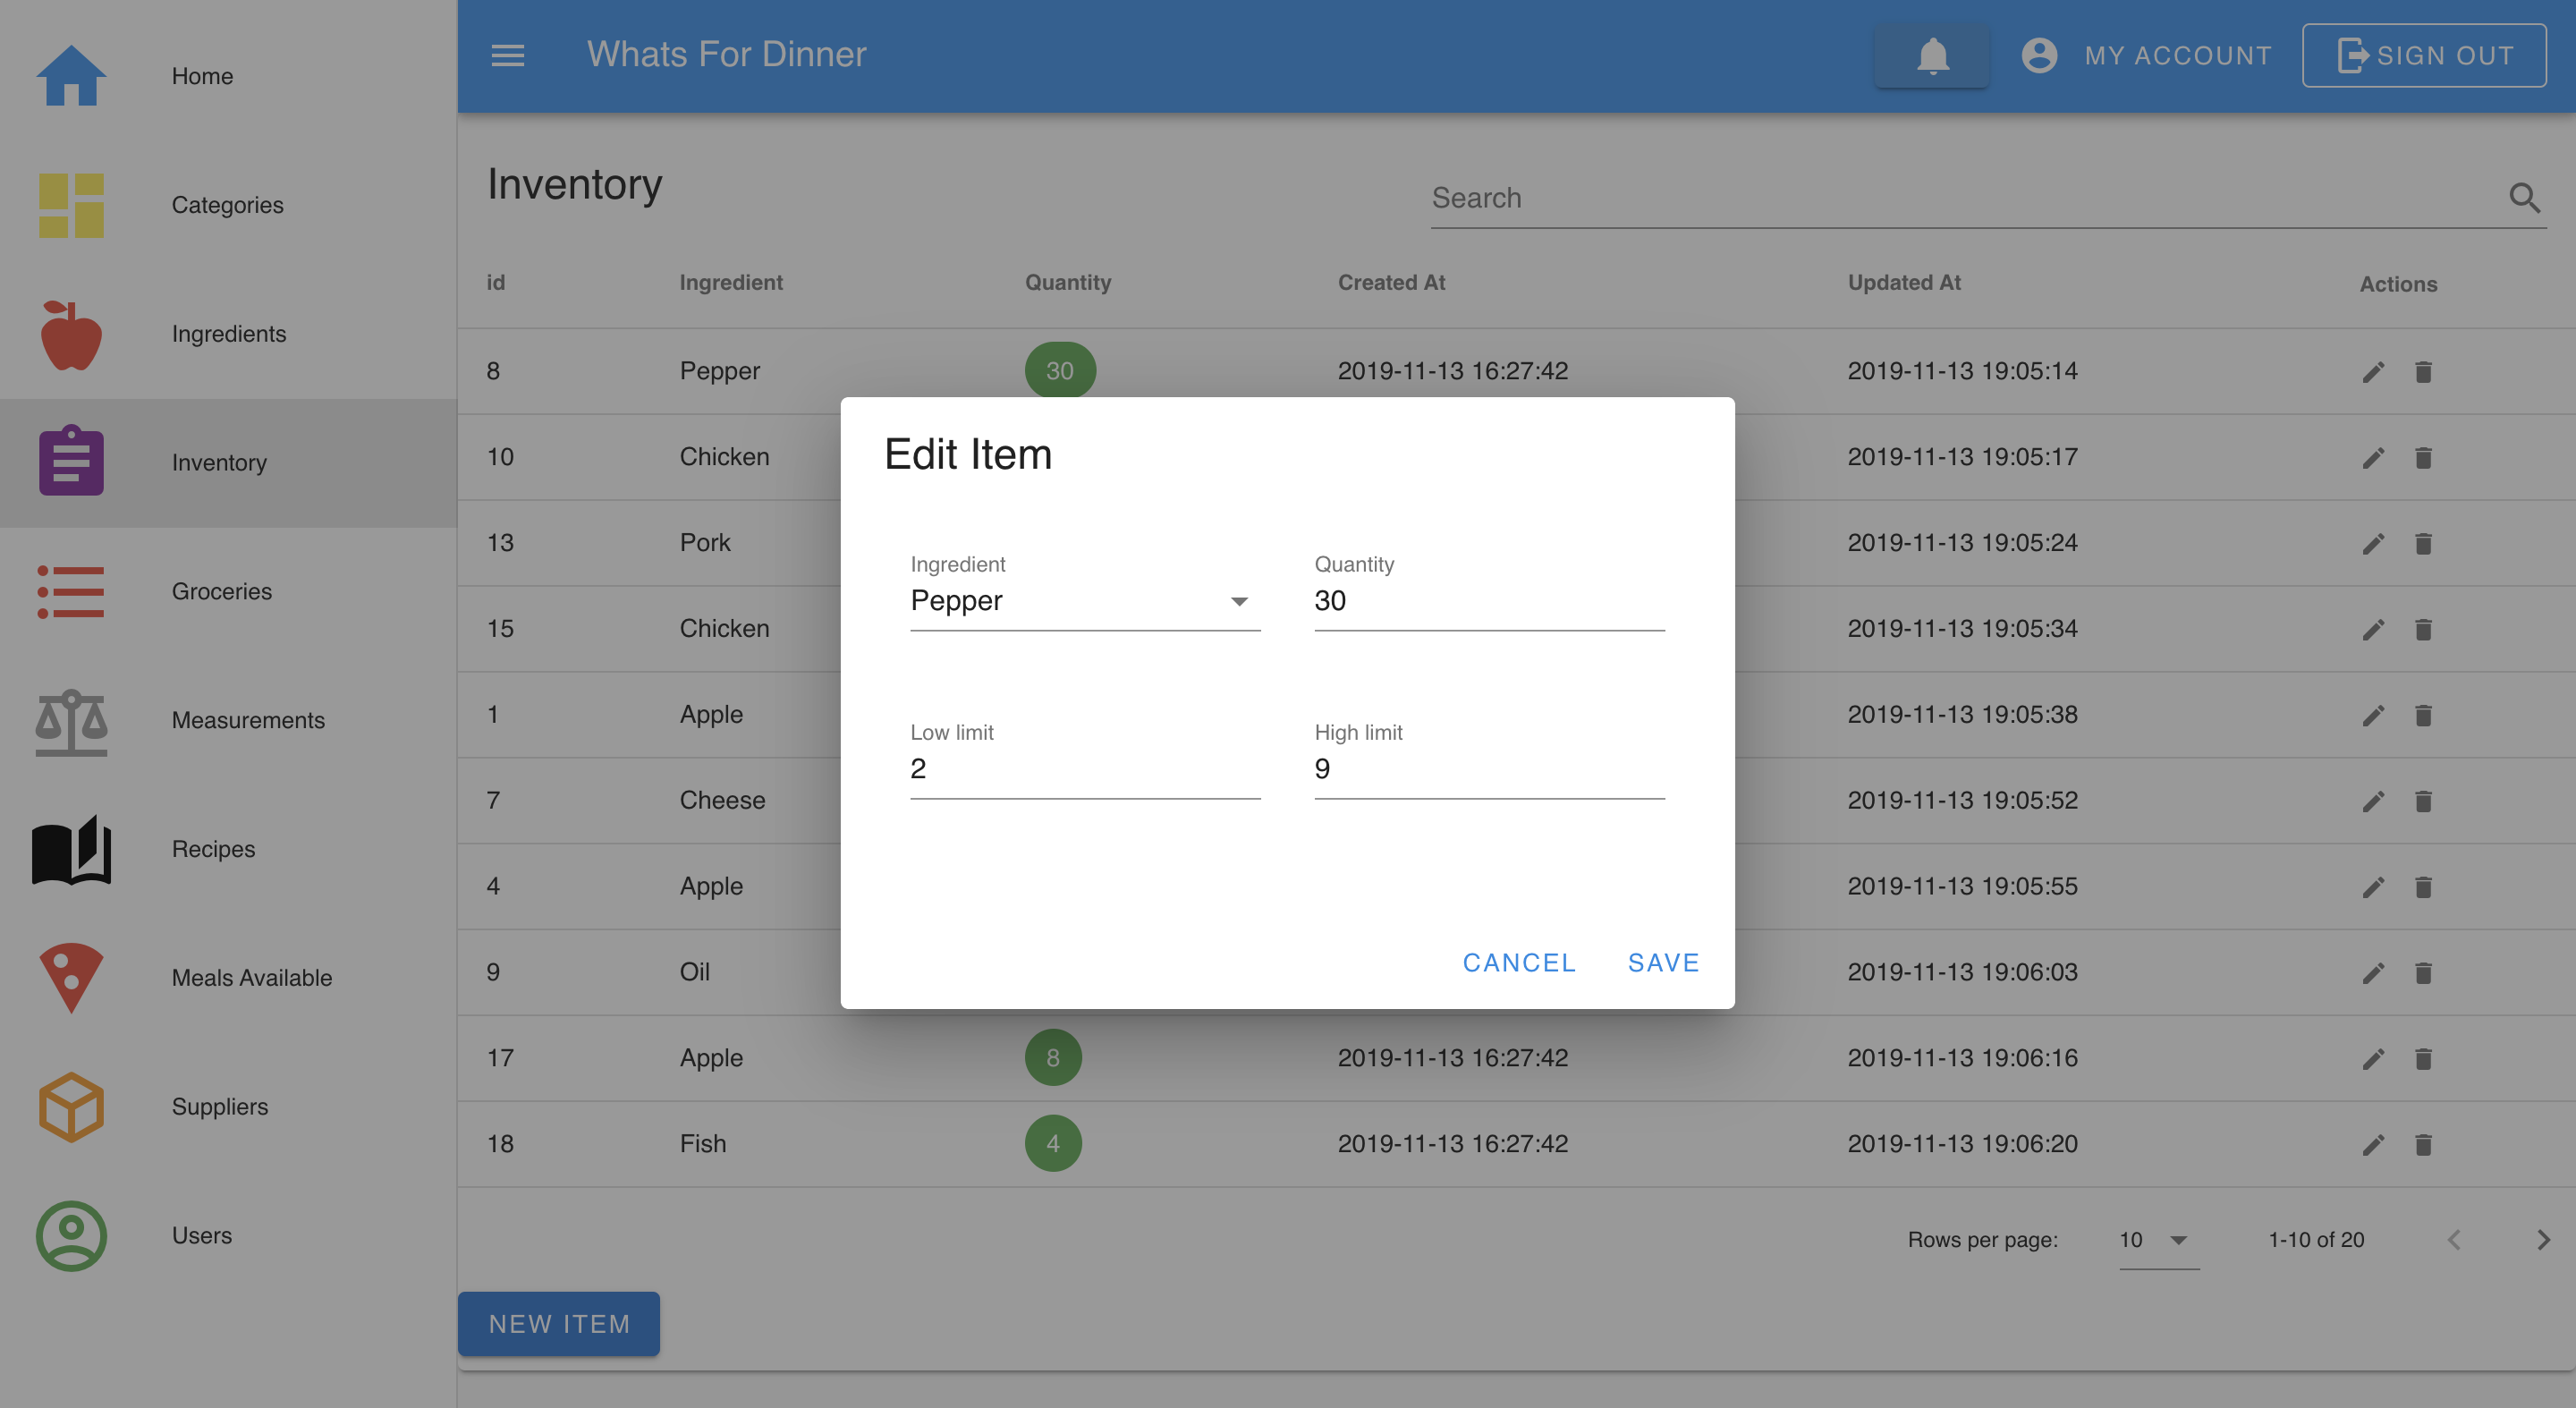 Home
Categories
Ingredients
Inventory
Groceries
Measurements
Recipes
Meals Available
Suppliers
Users
Whats For Dinner
MY ACCOUNT
SIGN OUT
Inventory
Search
id Ingredient Quantity Created At Updated At Actions
8 Pepper 30 2019-11-13 16:27:42 2019-11-13 19:05:14
10 Chicken 2019-11-13 19:05:17
13 Pork 2019-11-13 19:05:24
15 Chicken 2019-11-13 19:05:34
1 Apple 2019-11-13 19:05:38
7 Cheese 2019-11-13 19:05:52
4 Apple 2019-11-13 19:05:55
9 Oil 2019-11-13 19:06:03
17 Apple 8 2019-11-13 16:27:42 2019-11-13 19:06:16
18 Fish 4 2019-11-13 16:27:42 2019-11-13 19:06:20
Rows per page: 10 1-10 of 20
NEW ITEM
Edit Item
Ingredient Quantity
Pepper 30
Low limit High limit
2 9
CANCEL SAVE